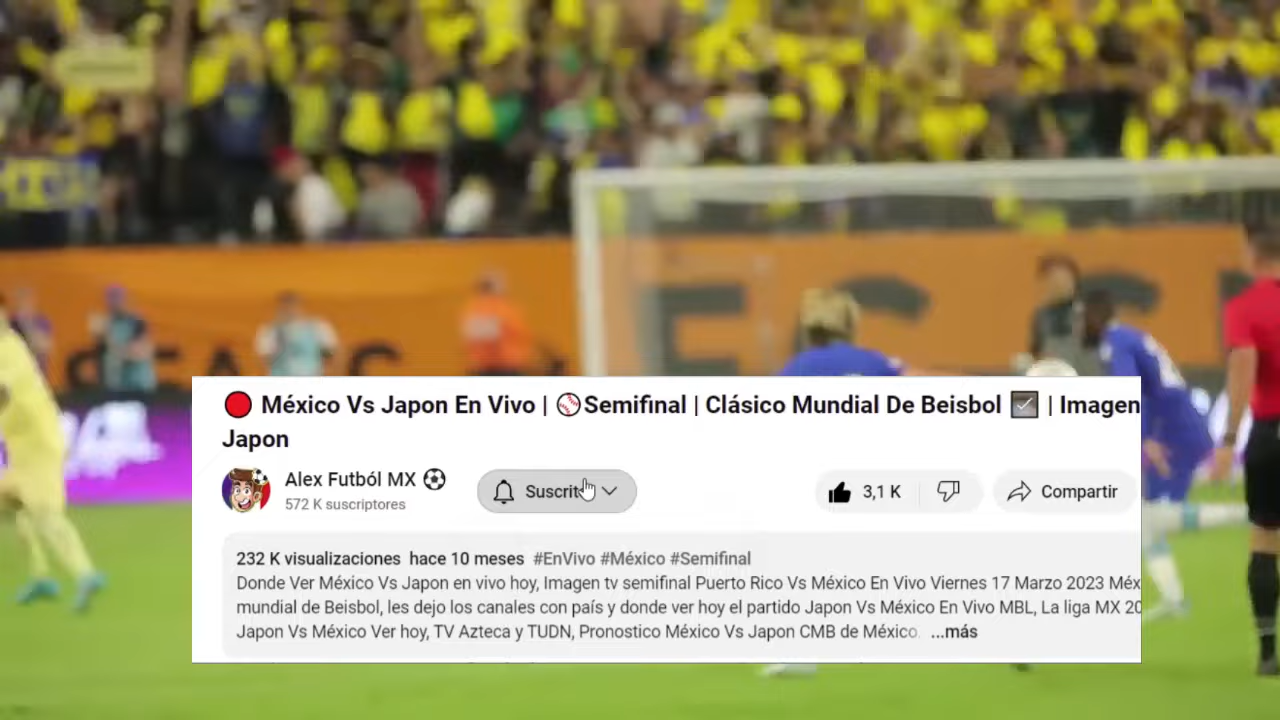 🔴 México Vs Japon En Vivo | ⚾Semifinal | Clásico Mundial De Beisbol ✅ | Imagen
Japon
Alex Futból MX ⚽
572 K suscriptores
3,1 K
Compartir
232 K visualizaciones hace 10 meses #EnVivo #México #Semifinal
Donde Ver México Vs Japon en vivo hoy, Imagen tv semifinal Puerto Rico Vs México En Vivo Viernes 17 Marzo 2023 Méx
mundial de Beisbol, les dejo los canales con país y donde ver hoy el partido Japon Vs México En Vivo MBL, La liga MX 20
Japon Vs México Ver hoy, TV Azteca y TUDN, Pronostico México Vs Japon CMB de México. ...más